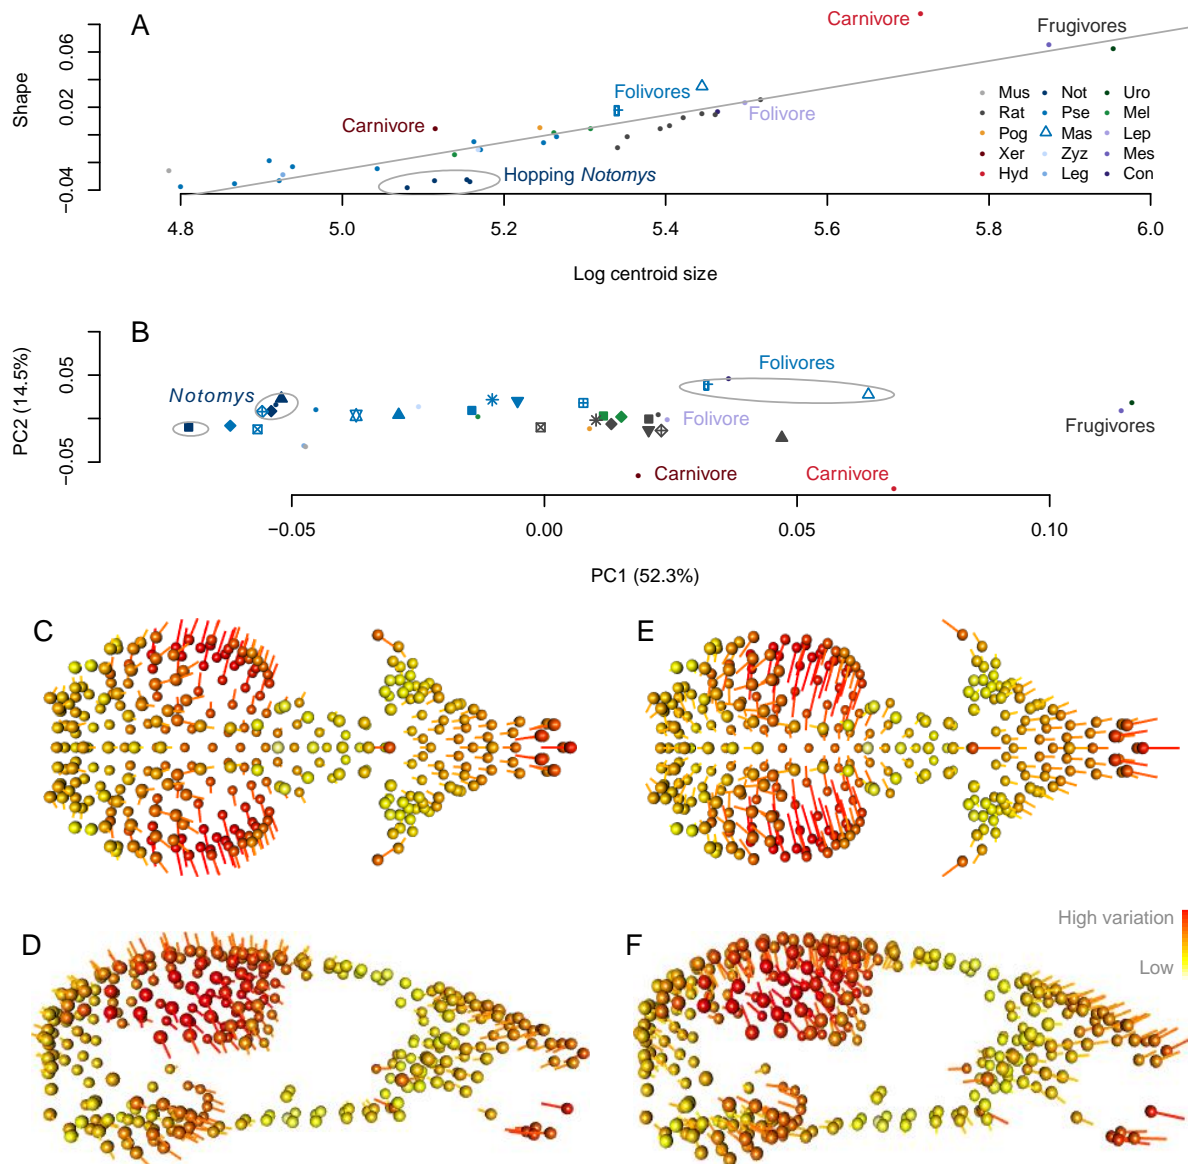 A
Carnivore
Frugivores
0.06
Shape
Folivores
0.02
Folivore
Carnivore
−0.04
Hopping Notomys
Mus Not Uro
Rat Pse Mel
Pog Mas Lep
Xer Zyz Mes
Hyd Leg Con
4.8 5.0 5.2 5.4 5.6 5.8 6.0
Log centroid size
B
PC2 (14.5%)
0.05
−0.05
Notomys
Folivores
Folivore
Frugivores
Carnivore
Carnivore
−0.05 0.00 0.05 0.10
PC1 (52.3%)
C
E
D
F
High variation
Low